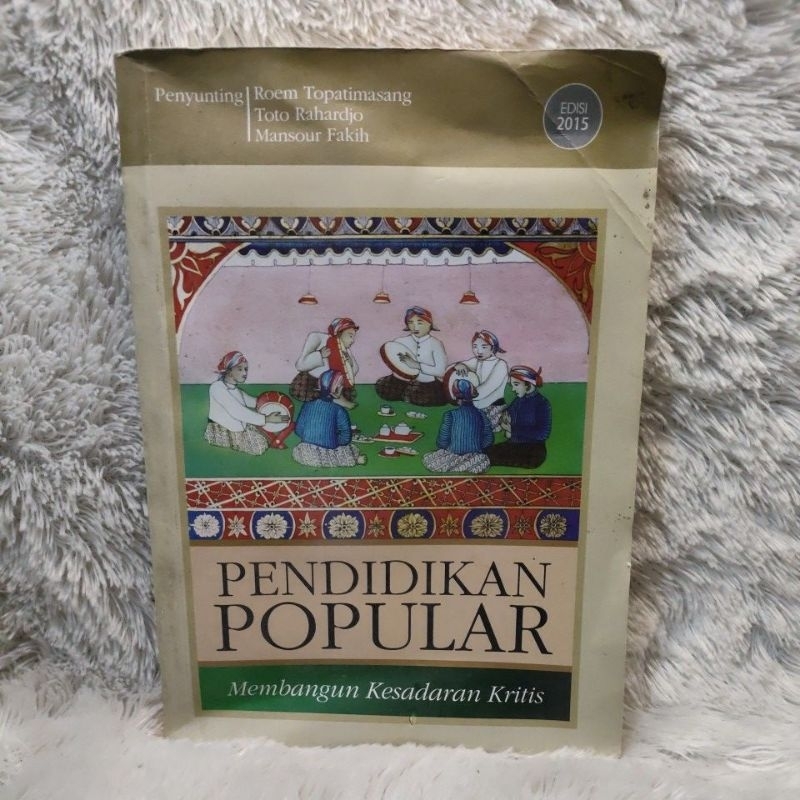 Penyunting
Roem Topatimasang
Toto Rahardjo
Mansour Fakih
EDISI
2015
PENDIDIKAN
POPULAR
Membangun Kesadaran Kritis